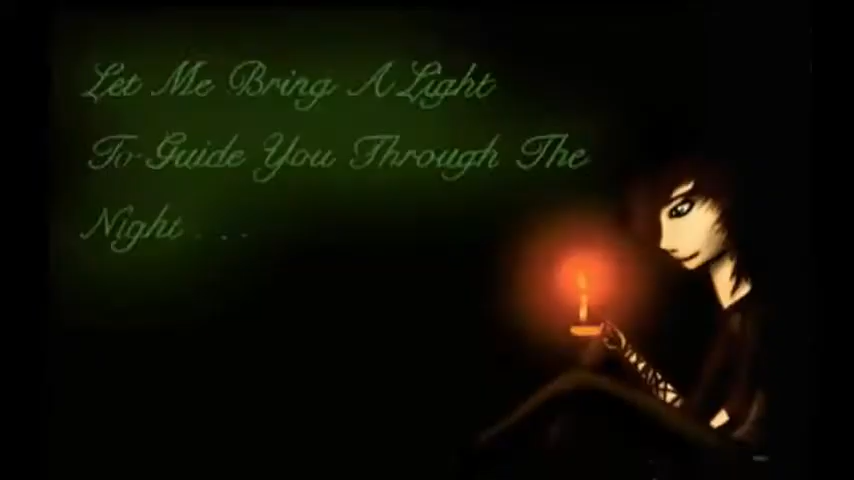 Let Me Bring A Light
To Guide You Through The
Night . . .